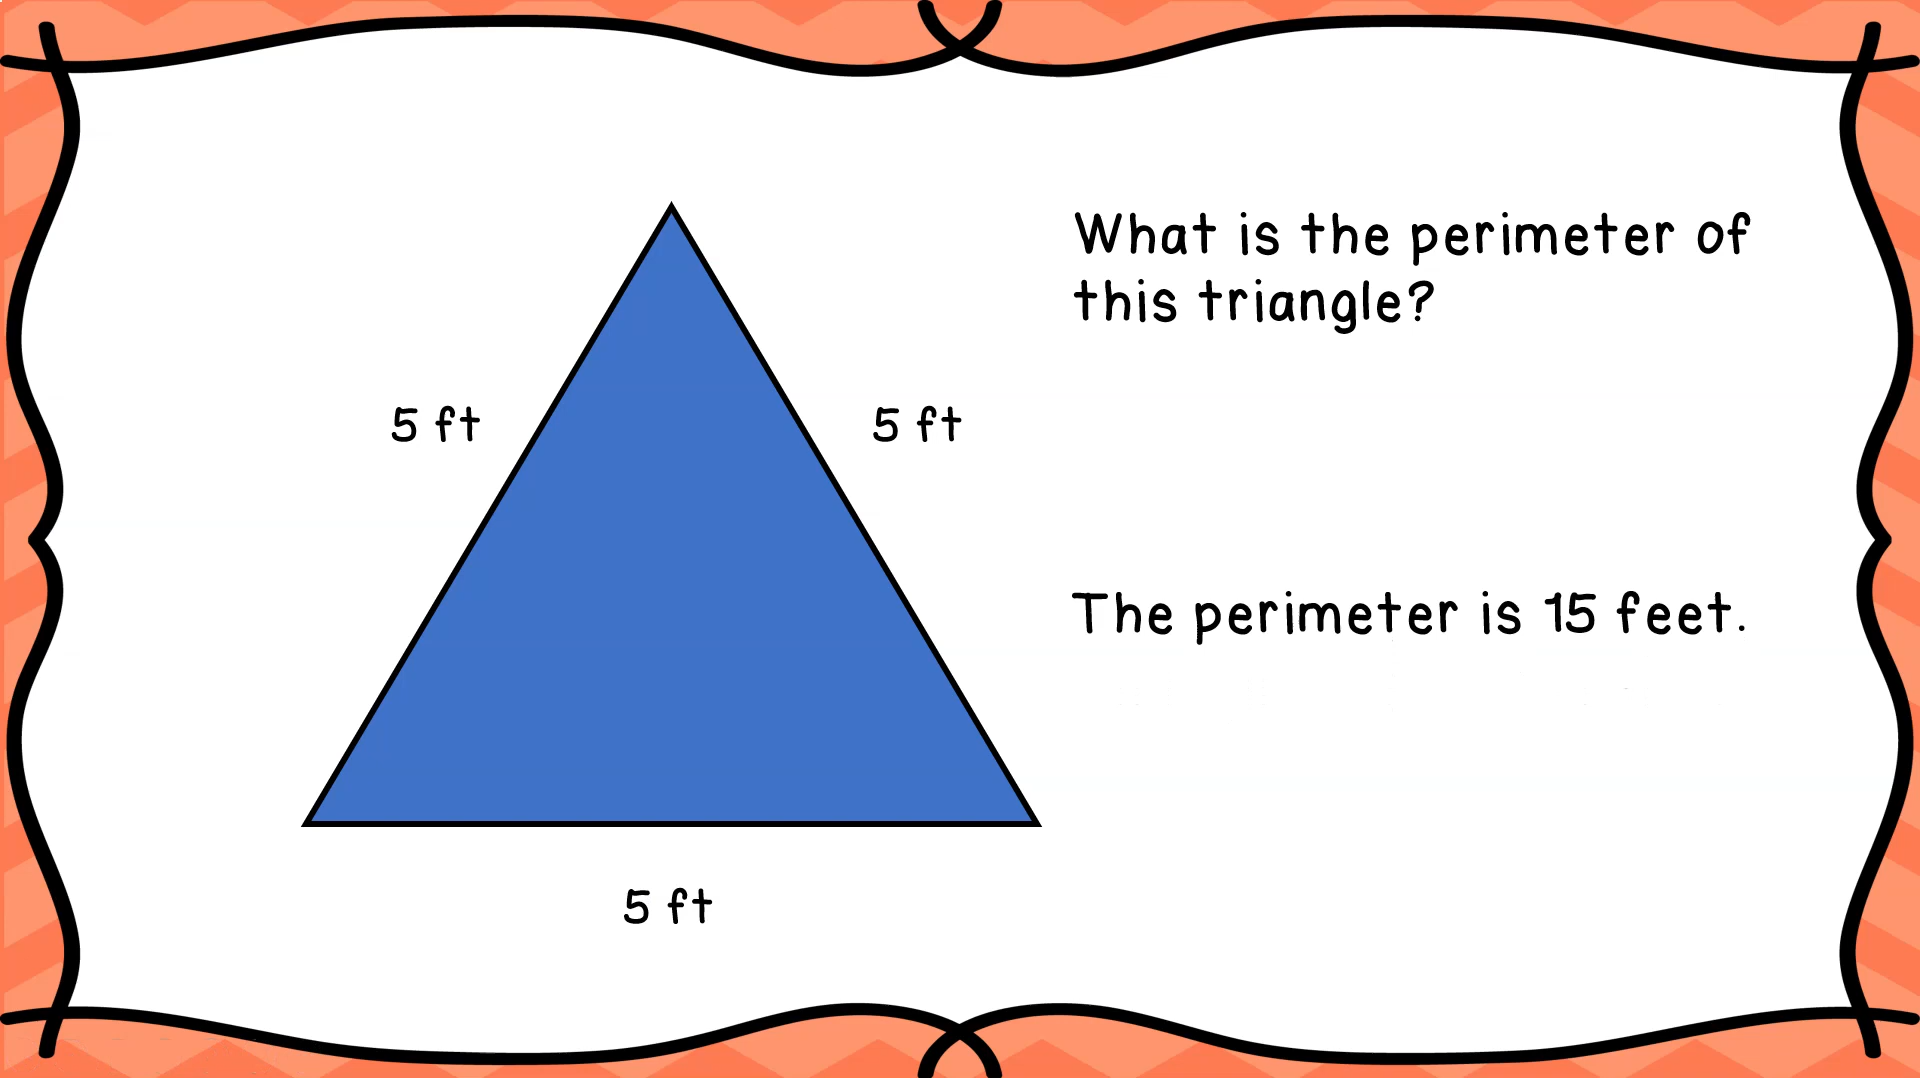 What is the perimeter of
this triangle?
5 ft
5 ft
The perimeter is 15 feet.
5 ft